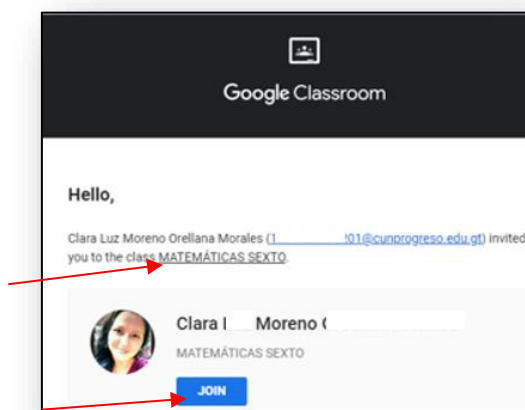 Google Classroom
Hello,
Clara Luz Moreno Orellana Morales (1 01@cunprogreso.edu.gt) invited
you to the class MATEMÁTICAS SEXTO.
Clara Moreno
MATEMÁTICAS SEXTO
JOIN